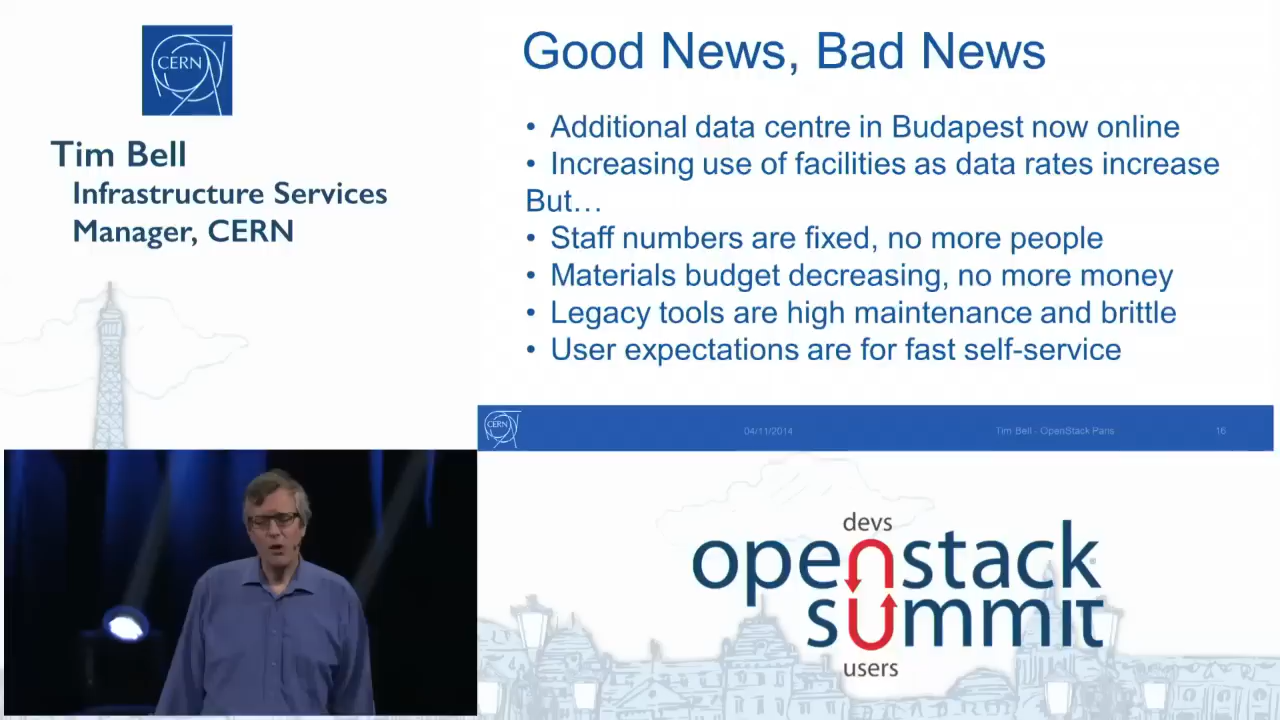 CERN
Tim Bell
Infrastructure Services
Manager, CERN
Good News, Bad News
• Additional data centre in Budapest now online
• Increasing use of facilities as data rates increase
But…
• Staff numbers are fixed, no more people
• Materials budget decreasing, no more money
• Legacy tools are high maintenance and brittle
• User expectations are for fast self-service
CERN
04/11/2014
Tim Bell - OpenStack Paris
16
devs
openstack
summit
users